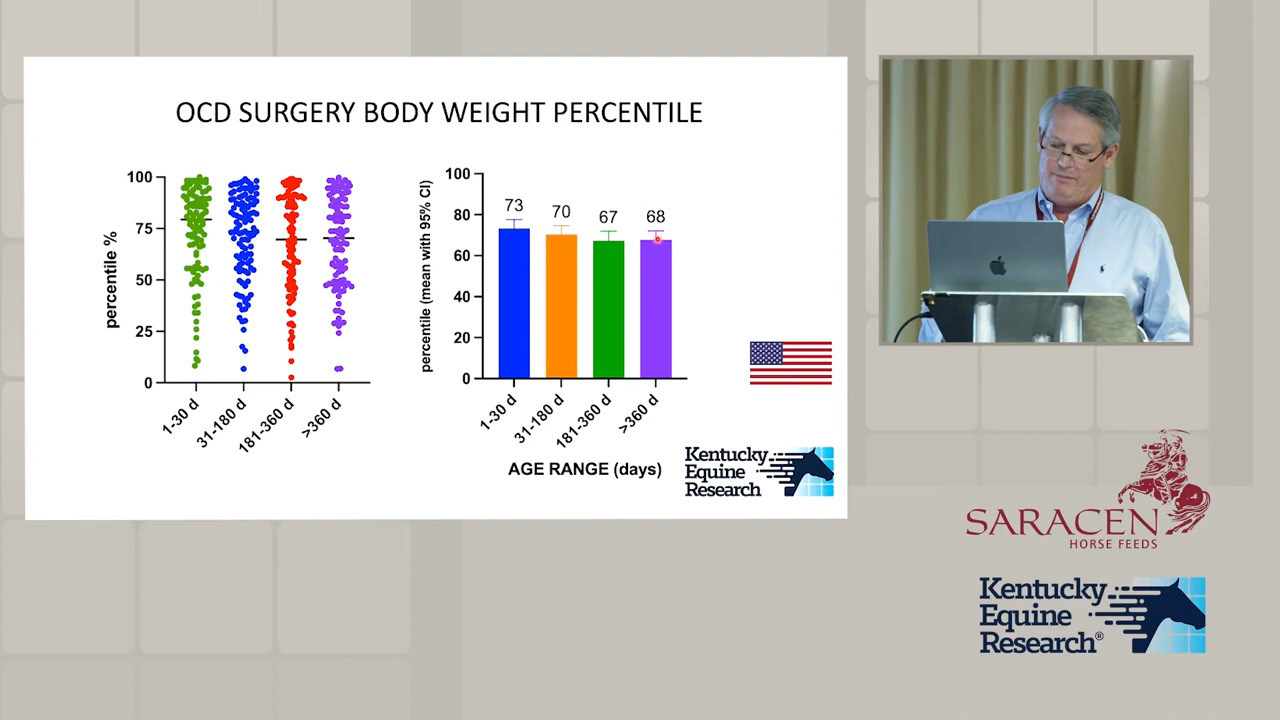 OCD SURGERY BODY WEIGHT PERCENTILE
percentile %
100
75
50
25
0
1-30 d
31-180 d
181-360 d
>360 d
percentile (mean with 95% CI)
100
80
60
40
20
0
73
70
67
68
1-30 d
31-180 d
181-360 d
>360 d
AGE RANGE (days)
Kentucky
Equine
Research
SARACEN
HORSE FEEDS
Kentucky
Equine
Research®